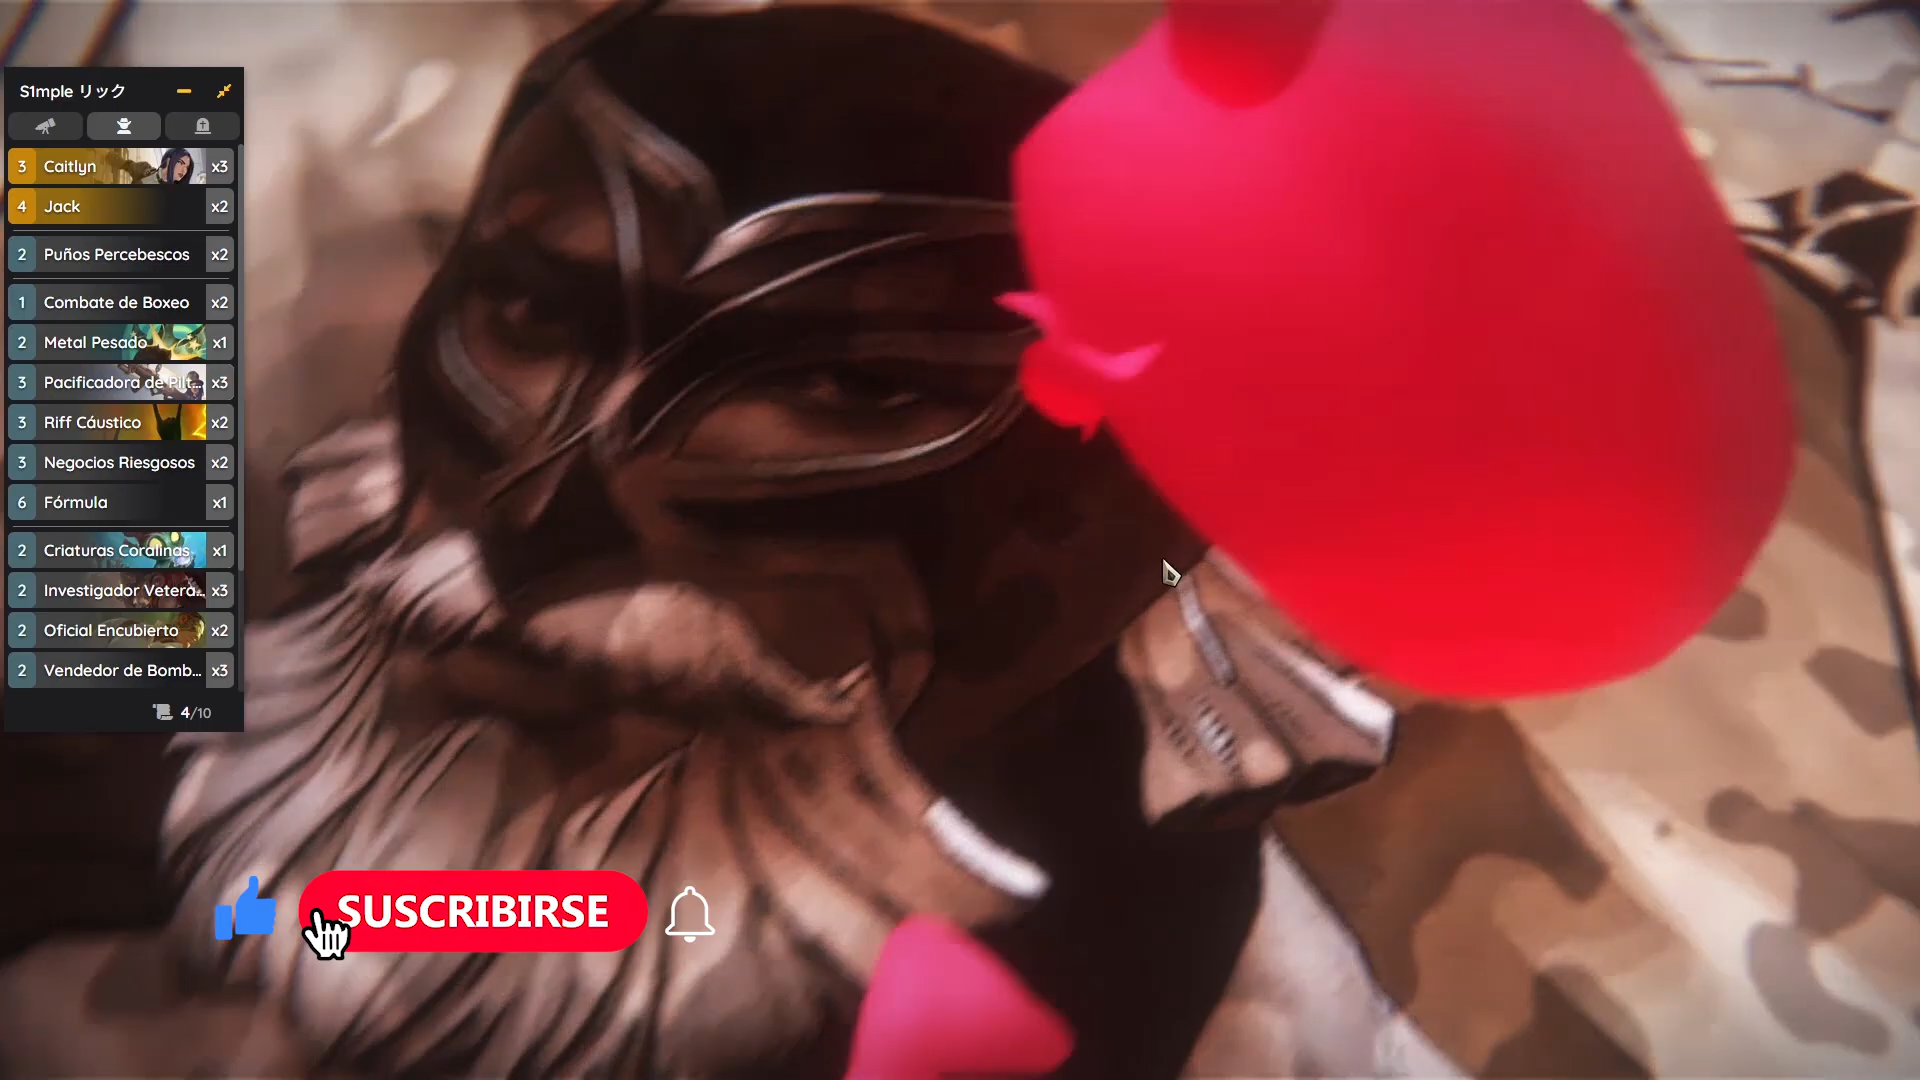 S1mple リック
3 Caitlyn x3
4 Jack x2
2 Puños Percebescos x2
1 Combate de Boxeo x2
2 Metal Pesado x1
3 Pacificadora de Pilt... x3
3 Riff Cáustico x2
3 Negocios Riesgosos x2
6 Fórmula x1
2 Criaturas Coralinas x1
2 Investigador Vetera... x3
2 Oficial Encubierto x2
2 Vendedor de Bomb... x3
4/10
SUSCRIBIRSE